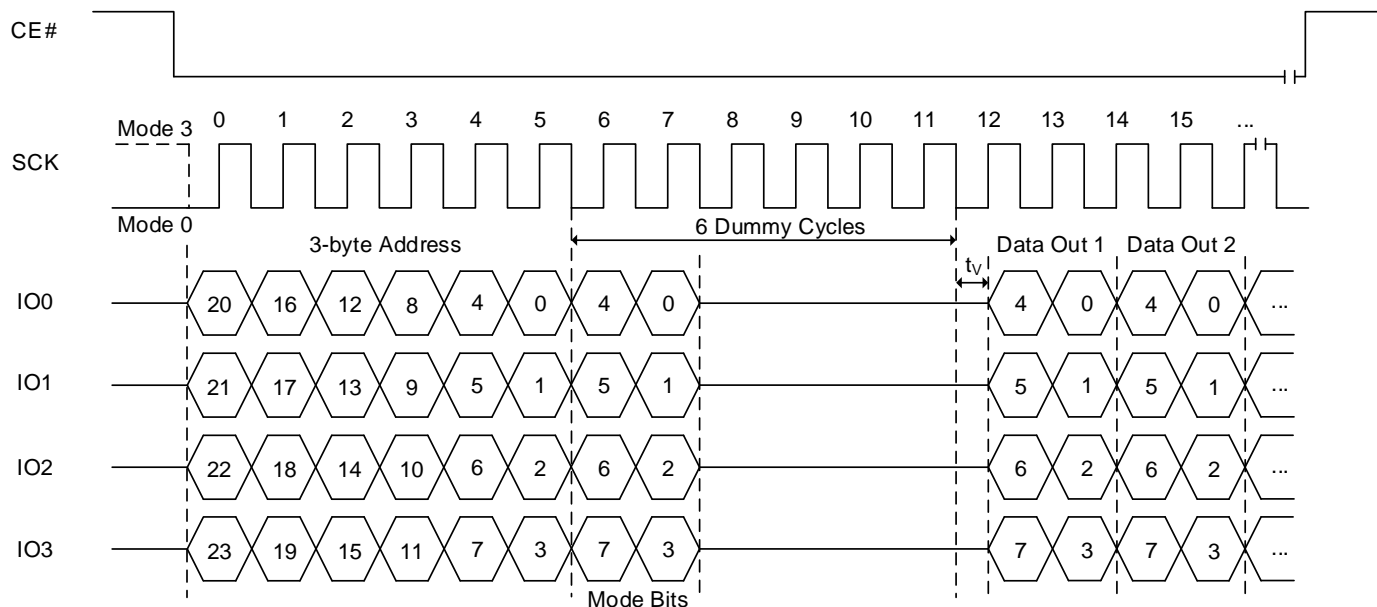 CE#
Mode 3
0 1 2 3 4 5 6 7 8 9 10 11 12 13 14 15 ...
SCK
Mode 0
3-byte Address
6 Dummy Cycles
Data Out 1
Data Out 2
tV
IO0 20 16 12 8 4 0 4 0 4 0 4 0 ...
IO1 21 17 13 9 5 1 5 1 5 1 5 1 ...
IO2 22 18 14 10 6 2 6 2 6 2 6 2 ...
IO3 23 19 15 11 7 3 7 3 7 3 7 3 ...
Mode Bits